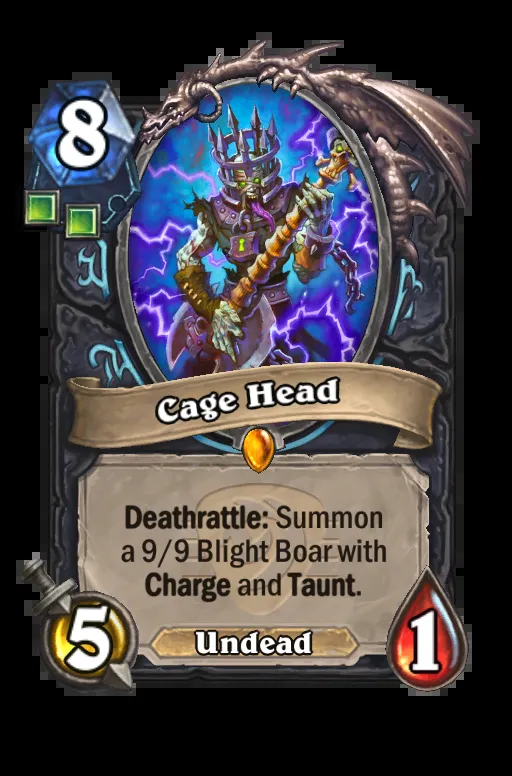 8
Cage Head
Deathrattle: Summon
a 9/9 Blight Boar with
Charge and Taunt.
5
Undead
1